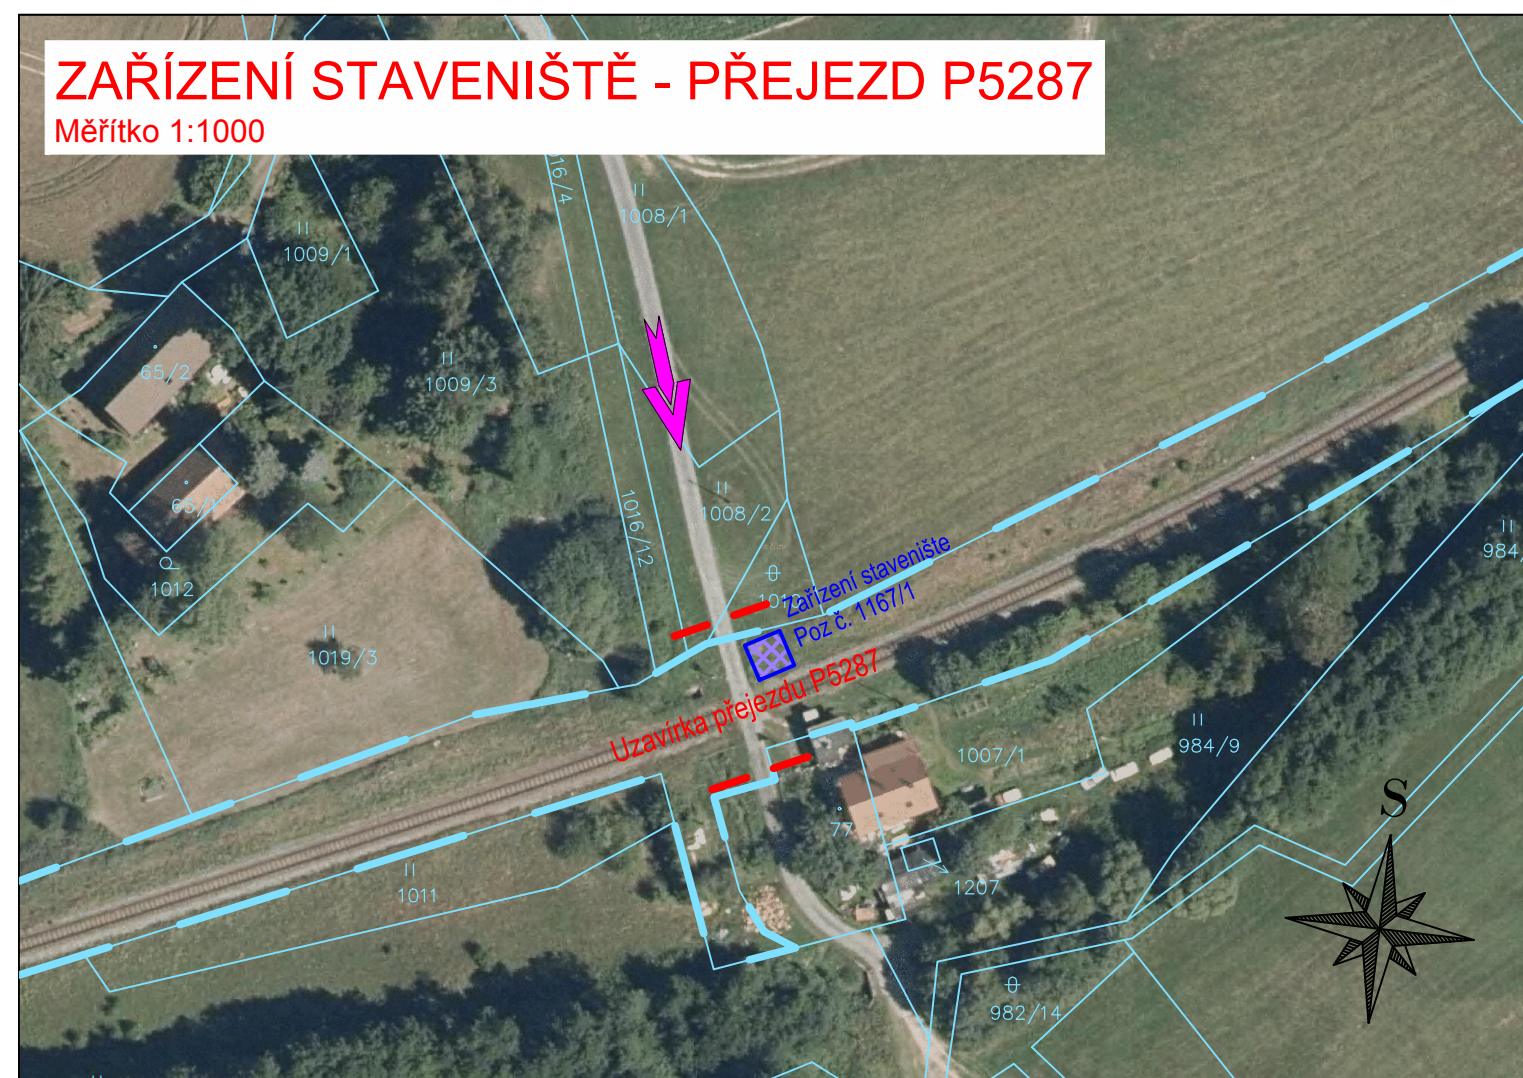 ZAŘÍZENÍ STAVENIŠTĚ - PŘEJEZD P5287
Měřítko 1:1000
1008/1
1009/1
65/2
1009/3
65/1
1008/2
1016/12
984/9
1012
Zařízení stavenište
Poz č. 1167/1
1019/3
Uzavírka přejezdu P5287
1007/1
77
1011
1207
S
982/14